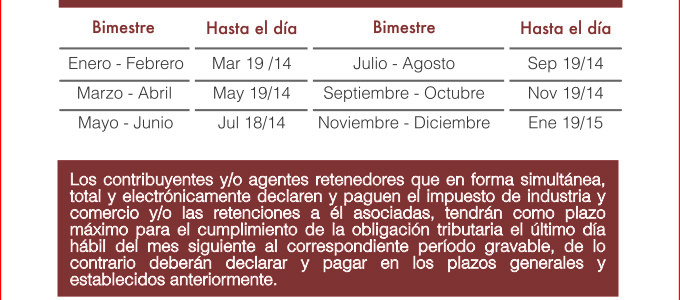 Bimestre Hasta el día Bimestre Hasta el día
Enero - Febrero Mar 19 /14 Julio - Agosto Sep 19/14
Marzo - Abril May 19/14 Septiembre - Octubre Nov 19/14
Mayo - Junio Jul 18/14 Noviembre - Diciembre Ene 19/15
Los contribuyentes y/o agentes retenedores que en forma simultánea,
total y electrónicamente declaren y paguen el impuesto de industria y
comercio y/o las retenciones a él asociadas, tendrán como plazo
máximo para el cumplimiento de la obligación tributaria el último día
hábil del mes siguiente al correspondiente período gravable, de lo
contrario deberán declarar y pagar en los plazos generales y
establecidos anteriormente.